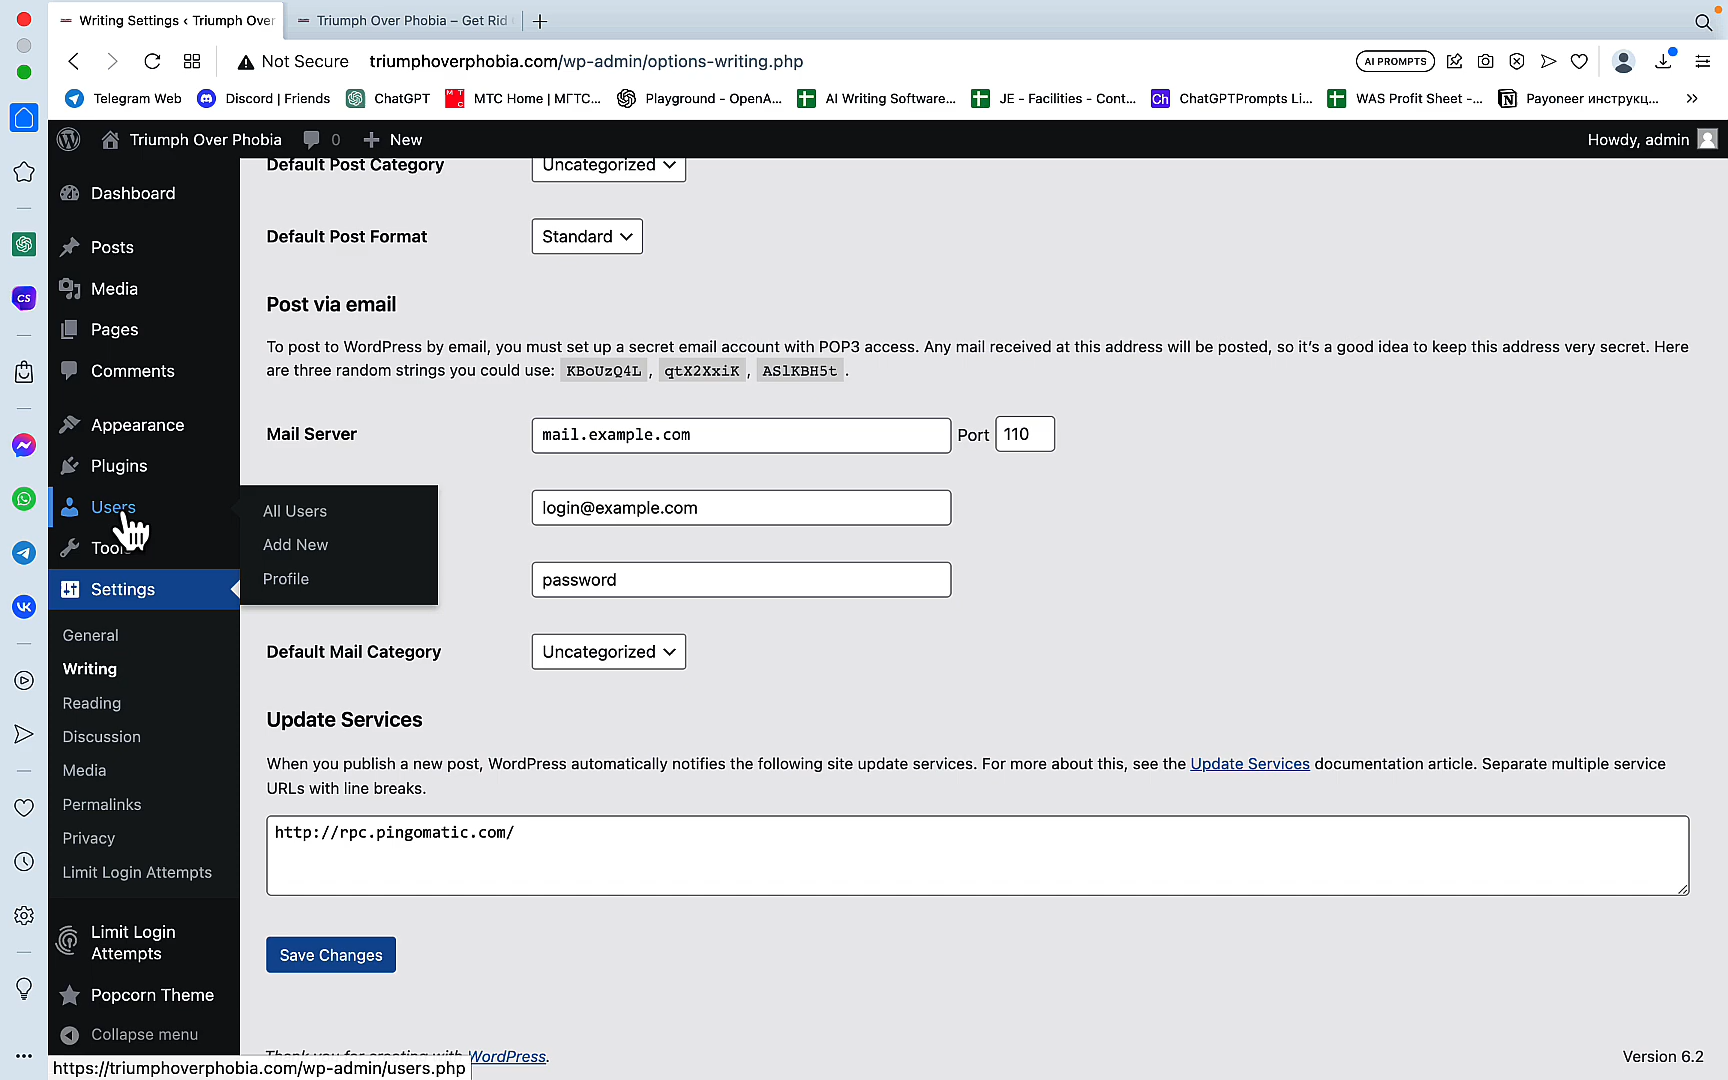 Writing Settings ‹ Triumph Over
Triumph Over Phobia – Get Rid
Not Secure triumphoverphobia.com/wp-admin/options-writing.php
AI PROMPTS
Telegram Web
Discord | Friends
ChatGPT
МТС Home | МГТС...
Playground - OpenA...
AI Writing Software...
JE - Facilities - Cont...
ChatGPTPrompts Li...
WAS Profit Sheet -...
Payoneer инструкц...
Triumph Over Phobia
0
New
Howdy, admin
Dashboard
Posts
Media
Pages
Comments
Appearance
Plugins
Users
All Users
Add New
Profile
Settings
General
Writing
Reading
Discussion
Media
Permalinks
Privacy
Limit Login Attempts
Limit Login
Attempts
Popcorn Theme
Collapse menu
https://triumphoverphobia.com/wp-admin/users.php
Default Post Category Uncategorized
Default Post Format Standard
Post via email
To post to WordPress by email, you must set up a secret email account with POP3 access. Any mail received at this address will be posted, so it’s a good idea to keep this address very secret. Here
are three random strings you could use: KBoUzQ4L , qtX2XxiK , ASlKBH5t .
Mail Server mail.example.com Port 110
login@example.com
password
Default Mail Category Uncategorized
Update Services
When you publish a new post, WordPress automatically notifies the following site update services. For more about this, see the Update Services documentation article. Separate multiple service
URLs with line breaks.
http://rpc.pingomatic.com/
Save Changes
Thank you for creating with WordPress.
Version 6.2